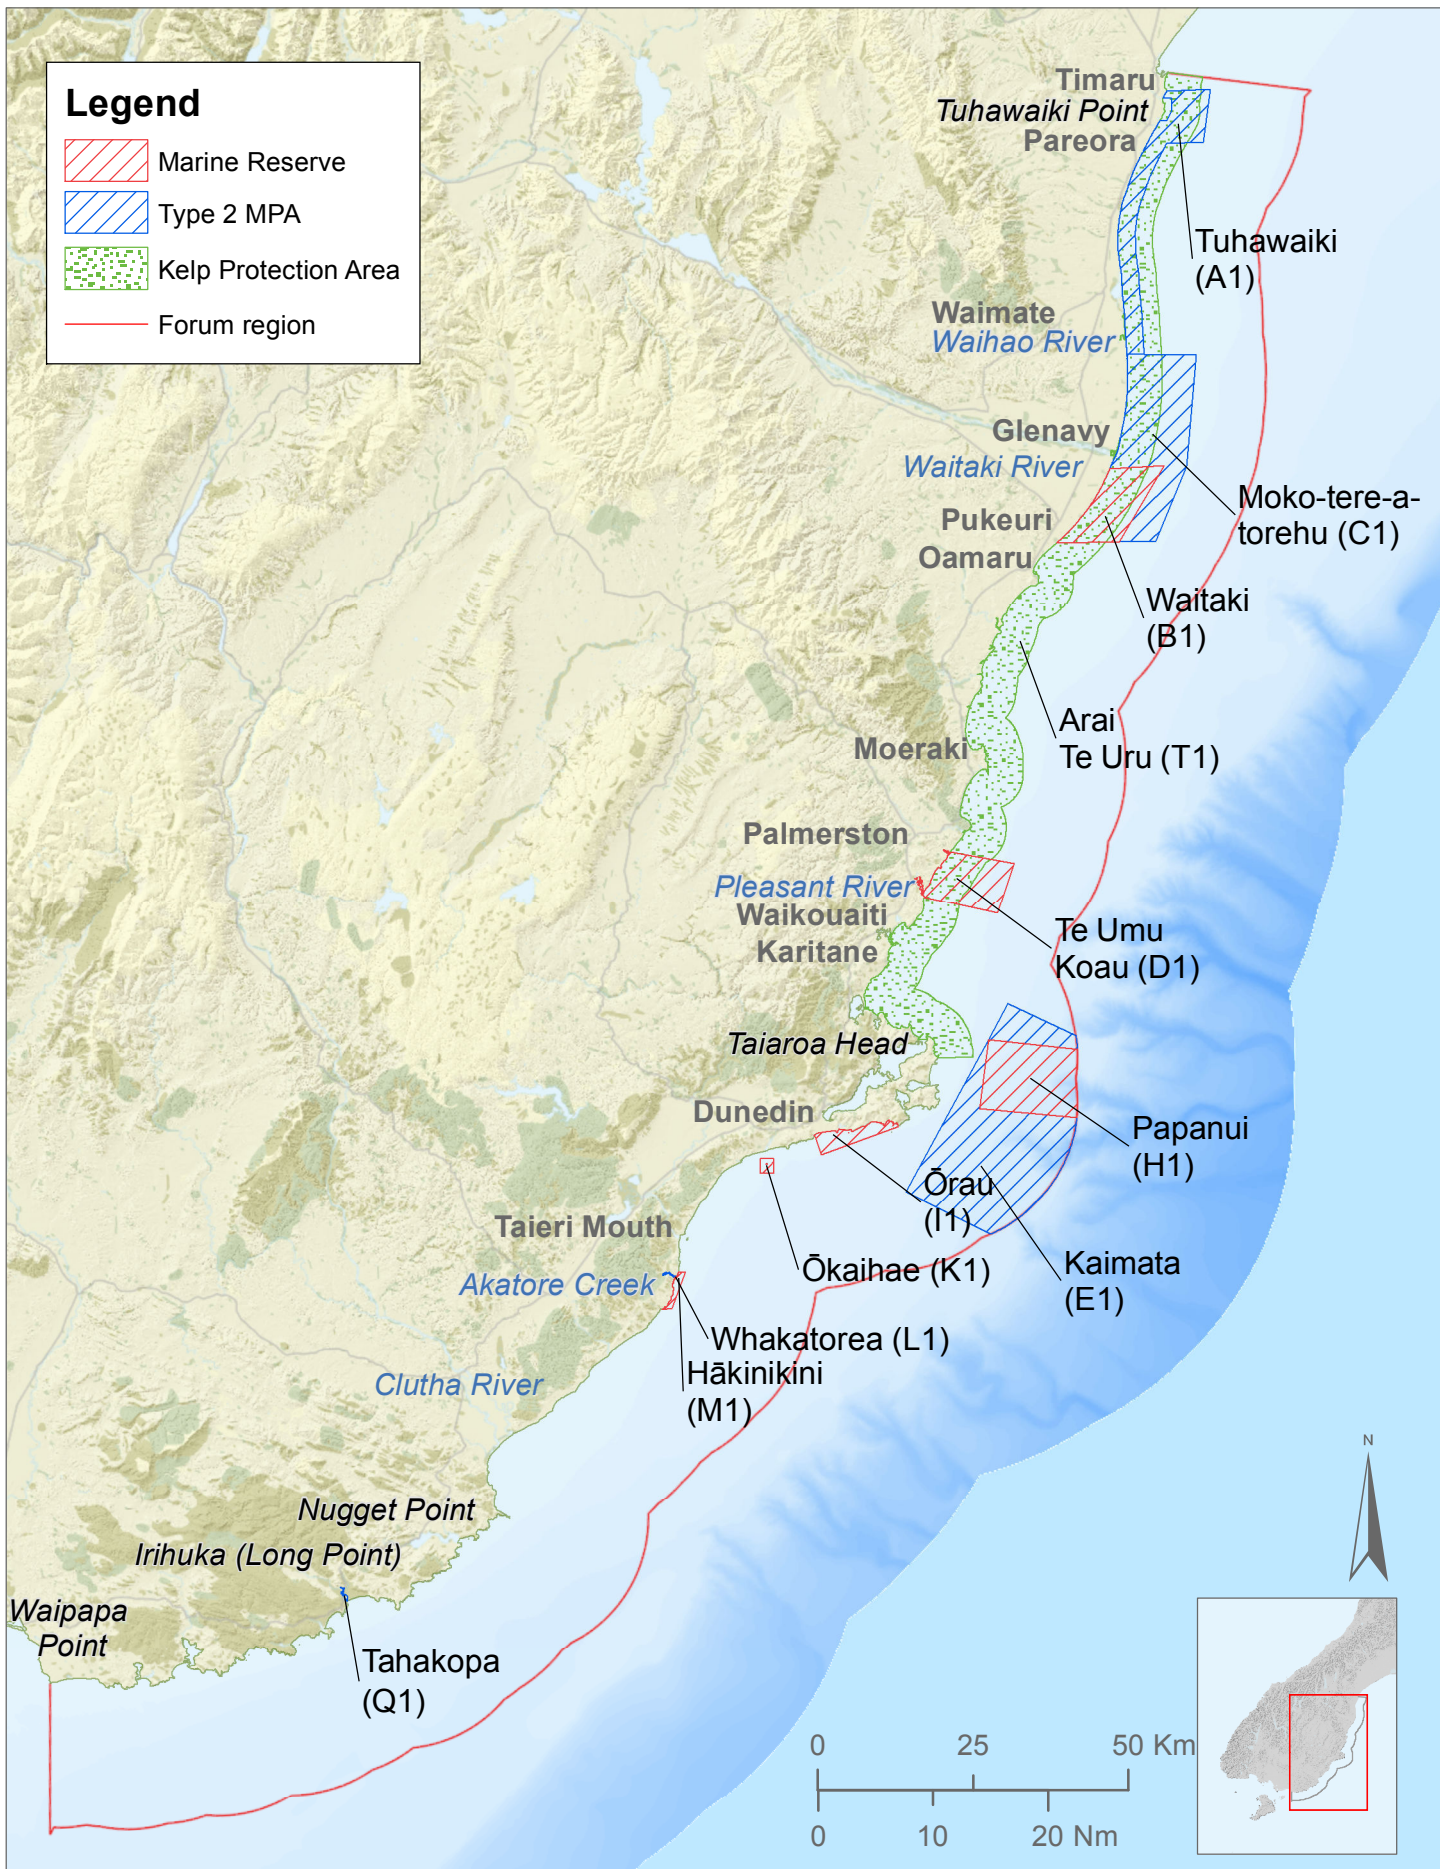 Legend
Marine Reserve
Type 2 MPA
Kelp Protection Area
Forum region
Timaru
Tuhawaiki Point
Pareora
Tuhawaiki
(A1)
Waimate
Waihao River
Glenavy
Waitaki River
Moko-tere-a-
torehu (C1)
Pukeuri
Oamaru
Waitaki
(B1)
Arai
Te Uru (T1)
Moeraki
Palmerston
Pleasant River
Waikouaiti
Karitane
Te Umu
Koau (D1)
Taiaroa Head
Dunedin
Papanui
(H1)
Ōrau
(I1)
Taieri Mouth
Ōkaihae (K1)
Kaimata
(E1)
Akatore Creek
Whakatorea (L1)
Hākinikini
(M1)
Clutha River
Nugget Point
Irihuka (Long Point)
Waipapa
Point
Tahakopa
(Q1)
N
0 25 50 Km
0 10 20 Nm